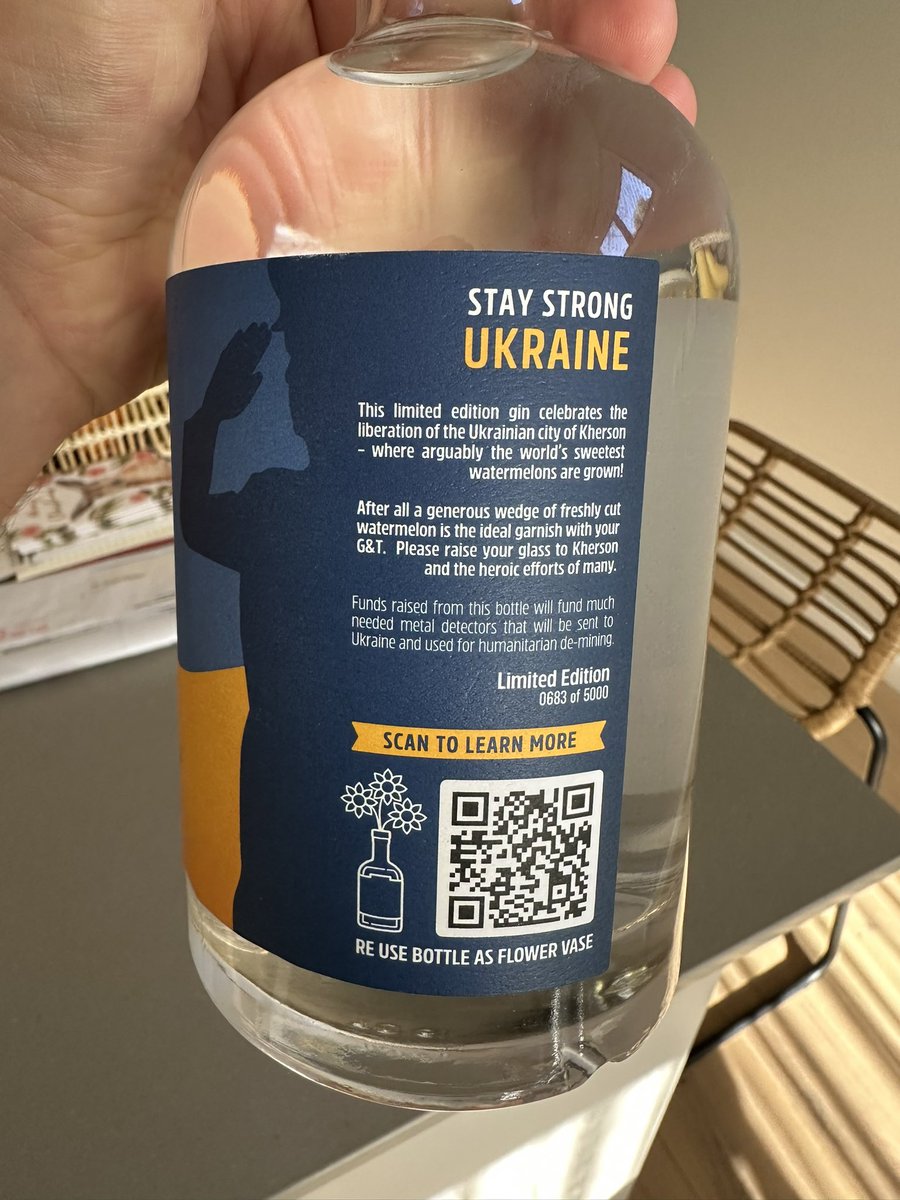 STAY STRONG
UKRAINE
This limited edition gin celebrates the
liberation of the Ukrainian city of Kherson
– where arguably the world's sweetest
watermelons are grown!
After all a generous wedge of freshly cut
watermelon is the ideal garnish with your
G&T. Please raise your glass to Kherson
and the heroic efforts of many.
Funds raised from this bottle will fund much
needed metal detectors that will be sent to
Ukraine and used for humanitarian de-mining.
Limited Edition
0683 of 5000
SCAN TO LEARN MORE
RE USE BOTTLE AS FLOWER VASE